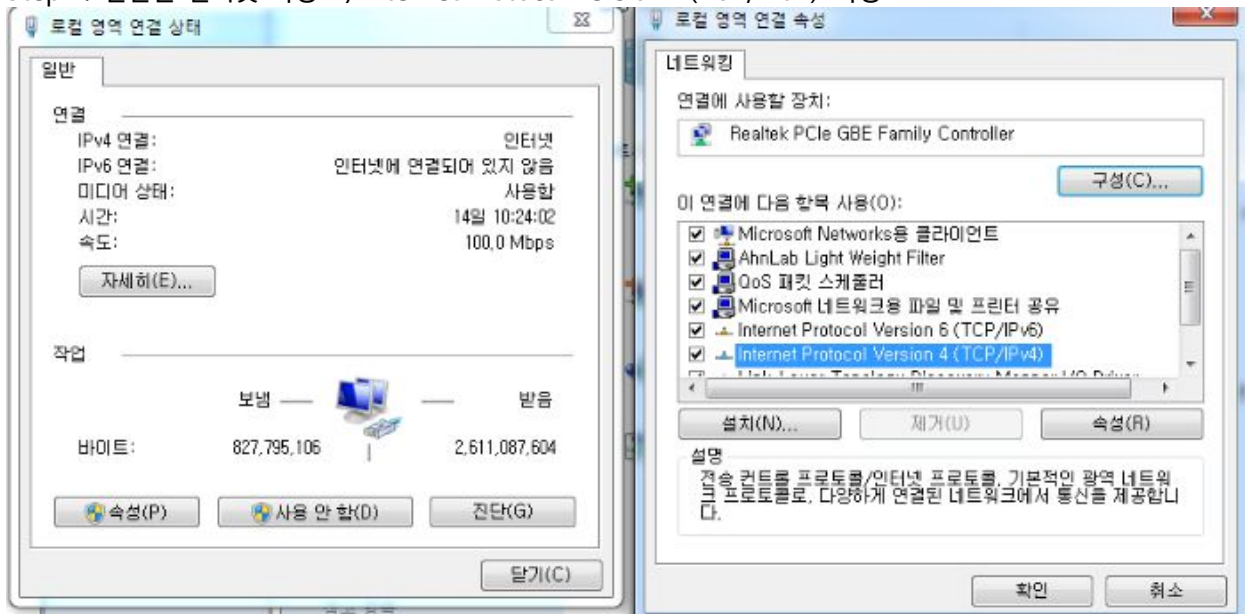 로컬 영역 연결 상태
일반
연결
IPv4 연결: 인터넷
IPv6 연결: 인터넷에 연결되어 있지 않음
미디어 상태: 사용함
시간: 14일 10:24:02
속도: 100.0 Mbps
자세히(E)...
작업
보냄 받음
바이트: 827,795,106 2,611,087,604
속성(P) 사용 안 함(D) 진단(G)
닫기(C)
로컬 영역 연결 속성
네트워킹
연결에 사용할 장치:
Realtek PCIe GBE Family Controller
구성(C)...
이 연결에 다음 항목 사용(O):
Microsoft Networks용 클라이언트
AhnLab Light Weight Filter
QoS 패킷 스케줄러
Microsoft 네트워크용 파일 및 프린터 공유
Internet Protocol Version 6 (TCP/IPv6)
Internet Protocol Version 4 (TCP/IPv4)
설치(N)... 제거(U) 속성(R)
설명
전송 컨트롤 프로토콜/인터넷 프로토콜. 기본적인 광역 네트워
크 프로토콜로, 다양하게 연결된 네트워크에서 통신을 제공합니
다.
확인 취소